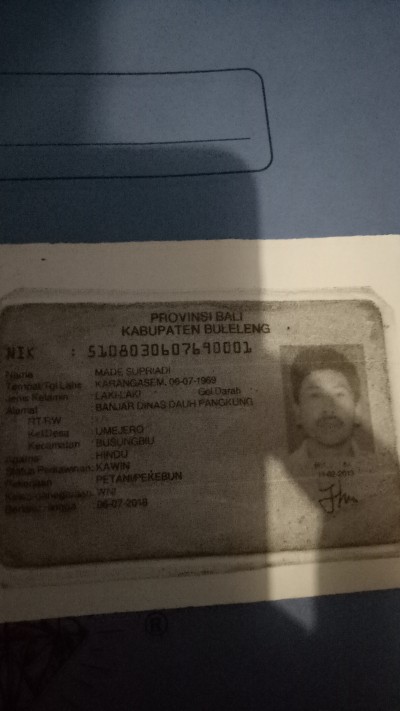 PROVINSI BALI
KABUPATEN BULELENG
NIK : 5108030607690001
Nama MADE SUPRIADI
Tempat/Tgl Lahir KARANGASEM, 06-07-1969
Jenis Kelamin LAKI-LAKI Gol Darah :
Alamat BANJAR DINAS DAUH PANGKUNG
RT/RW
Kel/Desa UMEJERO
Kecamatan BUSUNGBIU
Agama HINDU
Status Perkawinan: KAWIN
Pekerjaan PETANI/PEKEBUN
Kewarganegaraan: WNI
Berlaku Hingga 06-07-2018
®